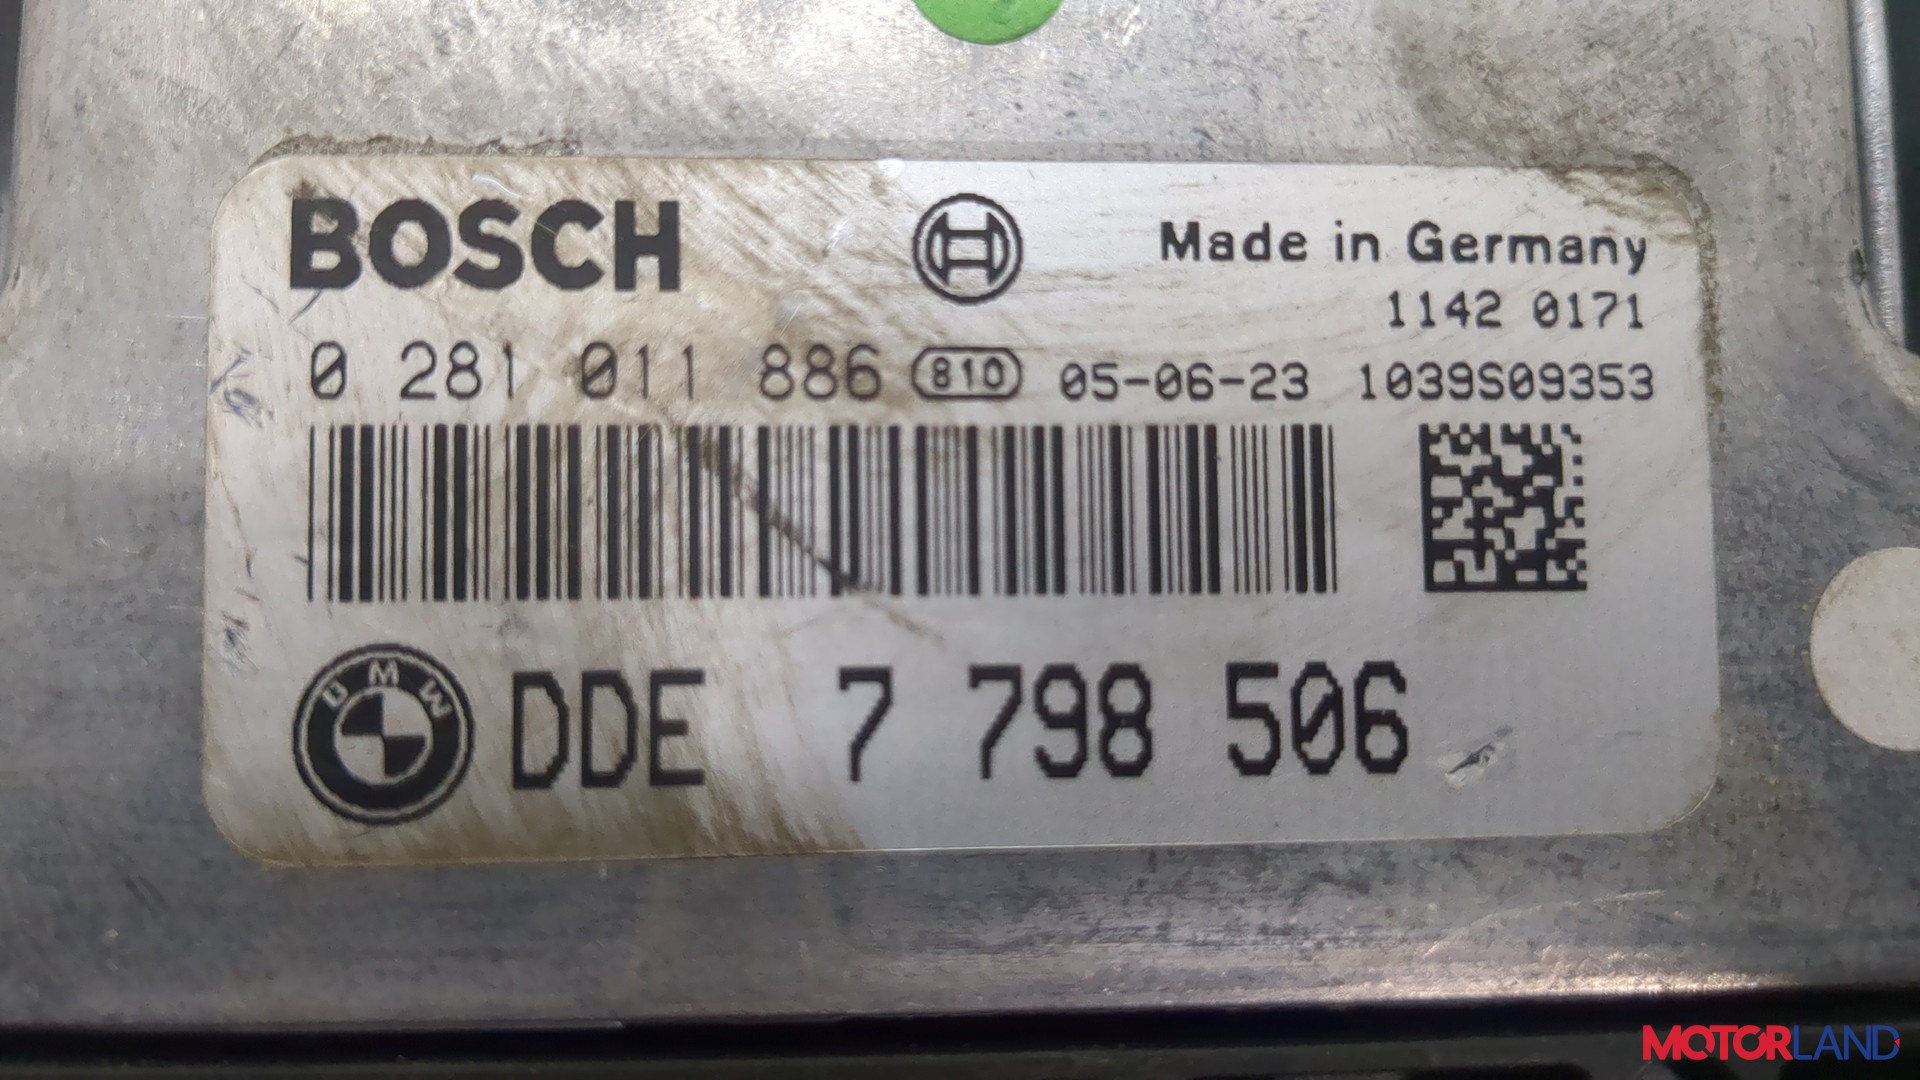 BOSCH
Made in Germany
1142 0171
0 281 011 886 810 05-06-23 1039S09353
BMW DDE 7 798 506
MOTORLAND